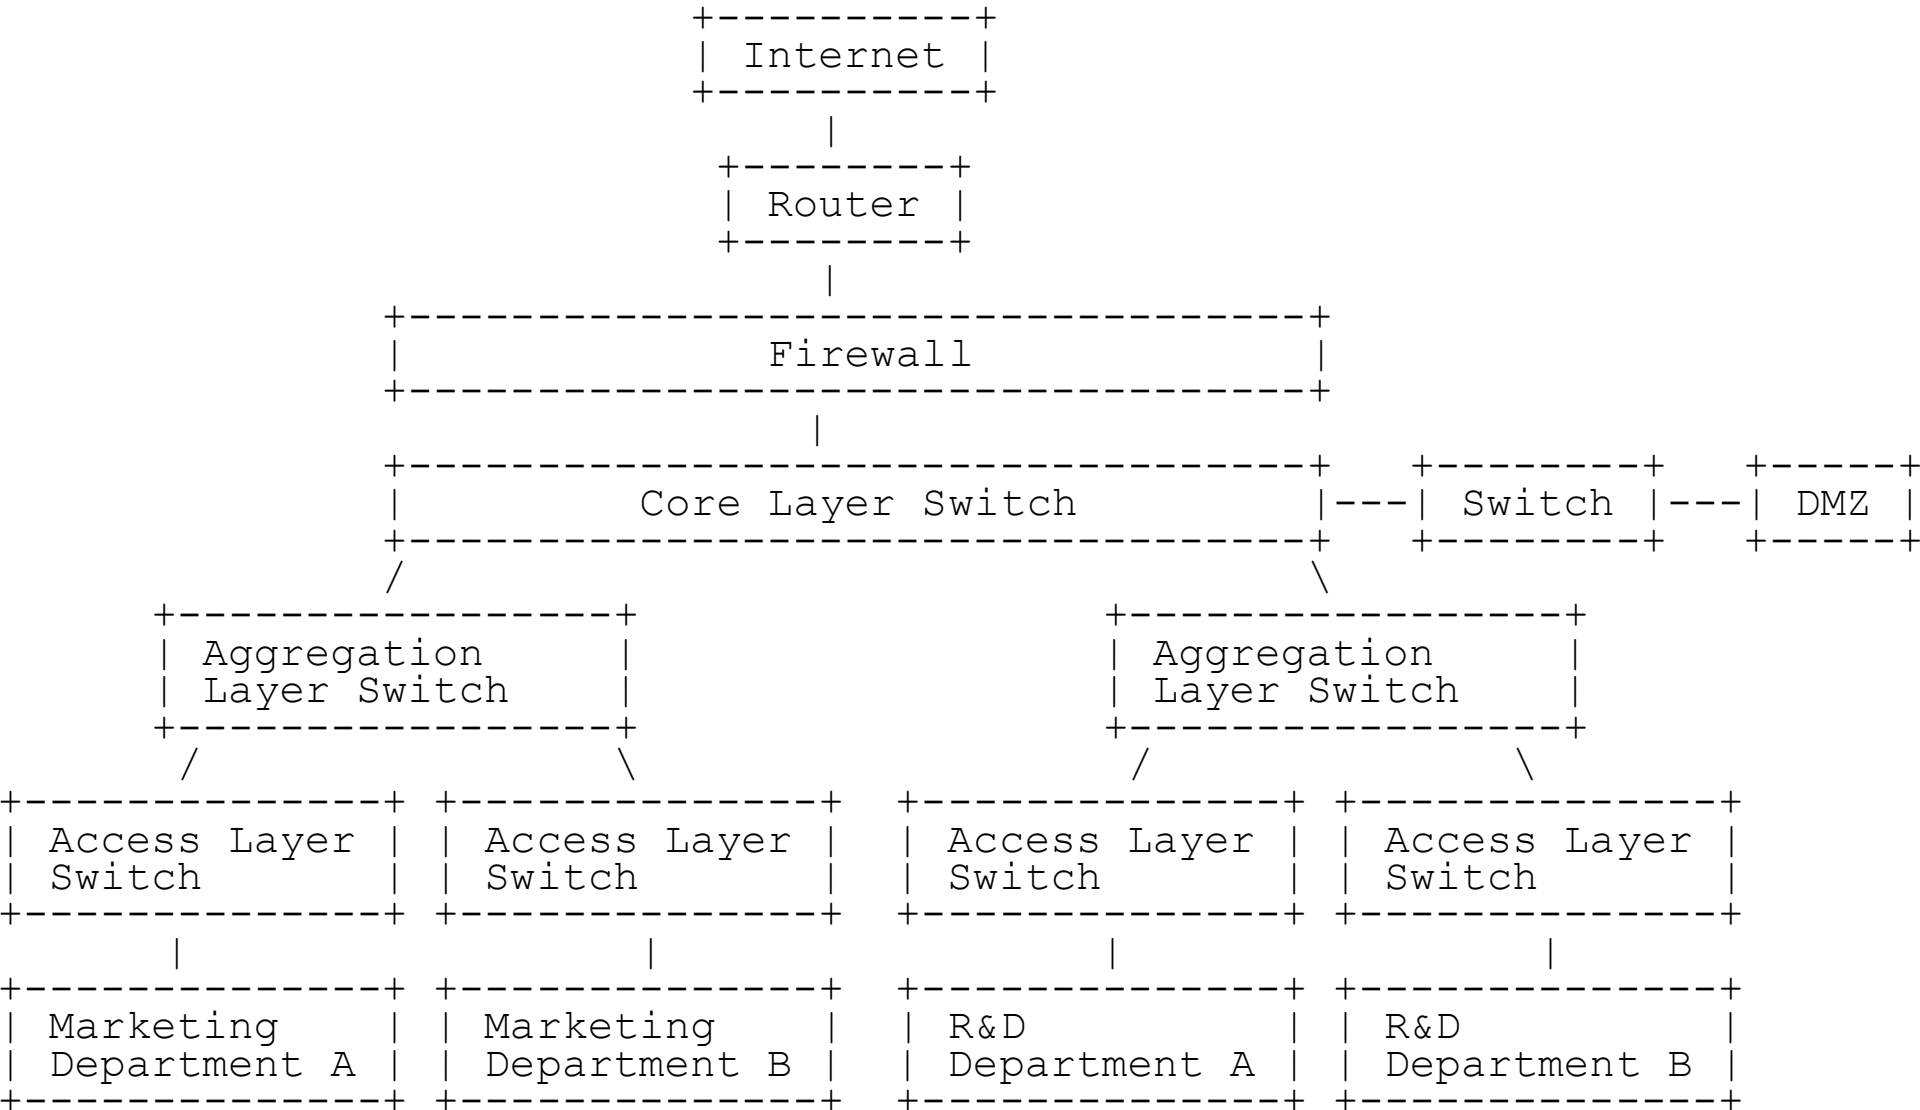 Internet
Router
Firewall
Core Layer Switch
Switch
DMZ
Aggregation
Layer Switch
Aggregation
Layer Switch
Access Layer
Switch
Access Layer
Switch
Access Layer
Switch
Access Layer
Switch
Marketing
Department A
Marketing
Department B
R&D
Department A
R&D
Department B